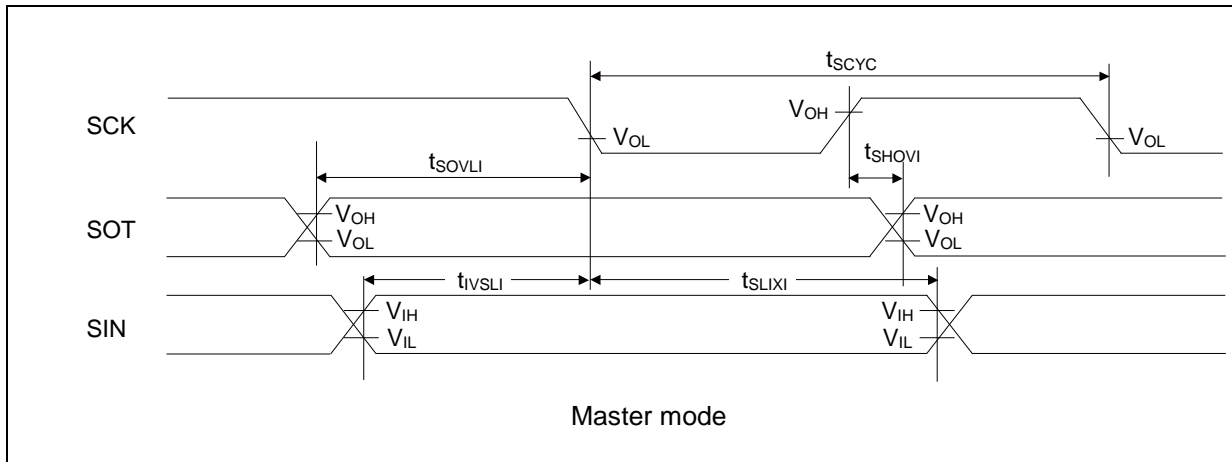 tSCYC
VOH
SCK
VOL
VOL
tSOVLI
tSHOVI
VOH
VOH
SOT
VOL
VOL
tIVSLI
tSLIXI
VIH
VIH
SIN
VIL
VIL
Master mode